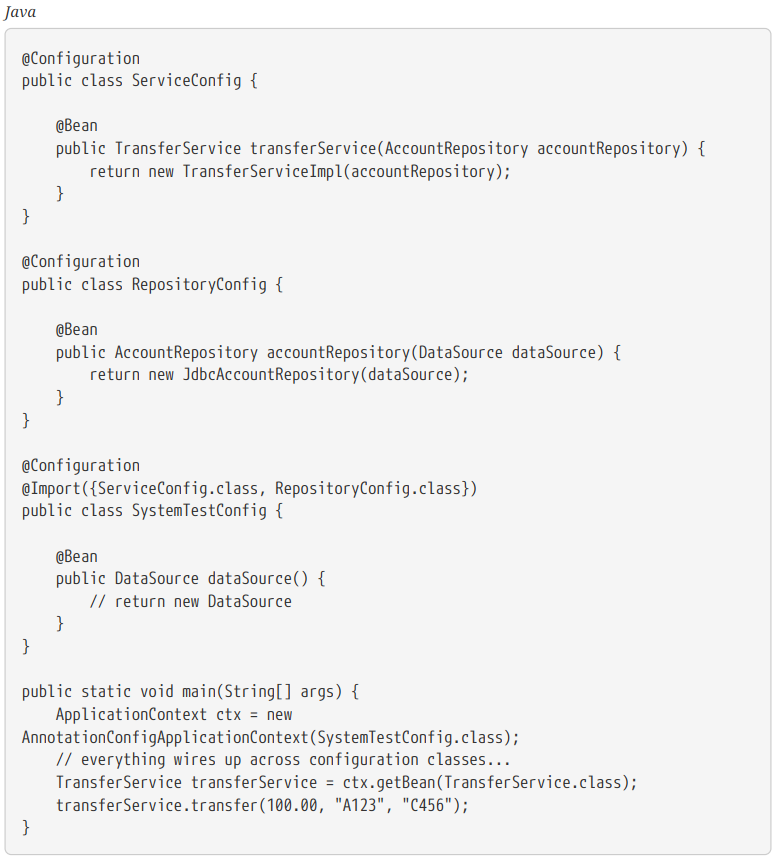 Java
@Configuration
public class ServiceConfig {
@Bean
public TransferService transferService(AccountRepository accountRepository) {
return new TransferServiceImpl(accountRepository);
}
}
@Configuration
public class RepositoryConfig {
@Bean
public AccountRepository accountRepository(DataSource dataSource) {
return new JdbcAccountRepository(dataSource);
}
}
@Configuration
@Import({ServiceConfig.class, RepositoryConfig.class})
public class SystemTestConfig {
@Bean
public DataSource dataSource() {
// return new DataSource
}
}
public static void main(String[] args) {
ApplicationContext ctx = new
AnnotationConfigApplicationContext(SystemTestConfig.class);
// everything wires up across configuration classes...
TransferService transferService = ctx.getBean(TransferService.class);
transferService.transfer(100.00, "A123", "C456");
}